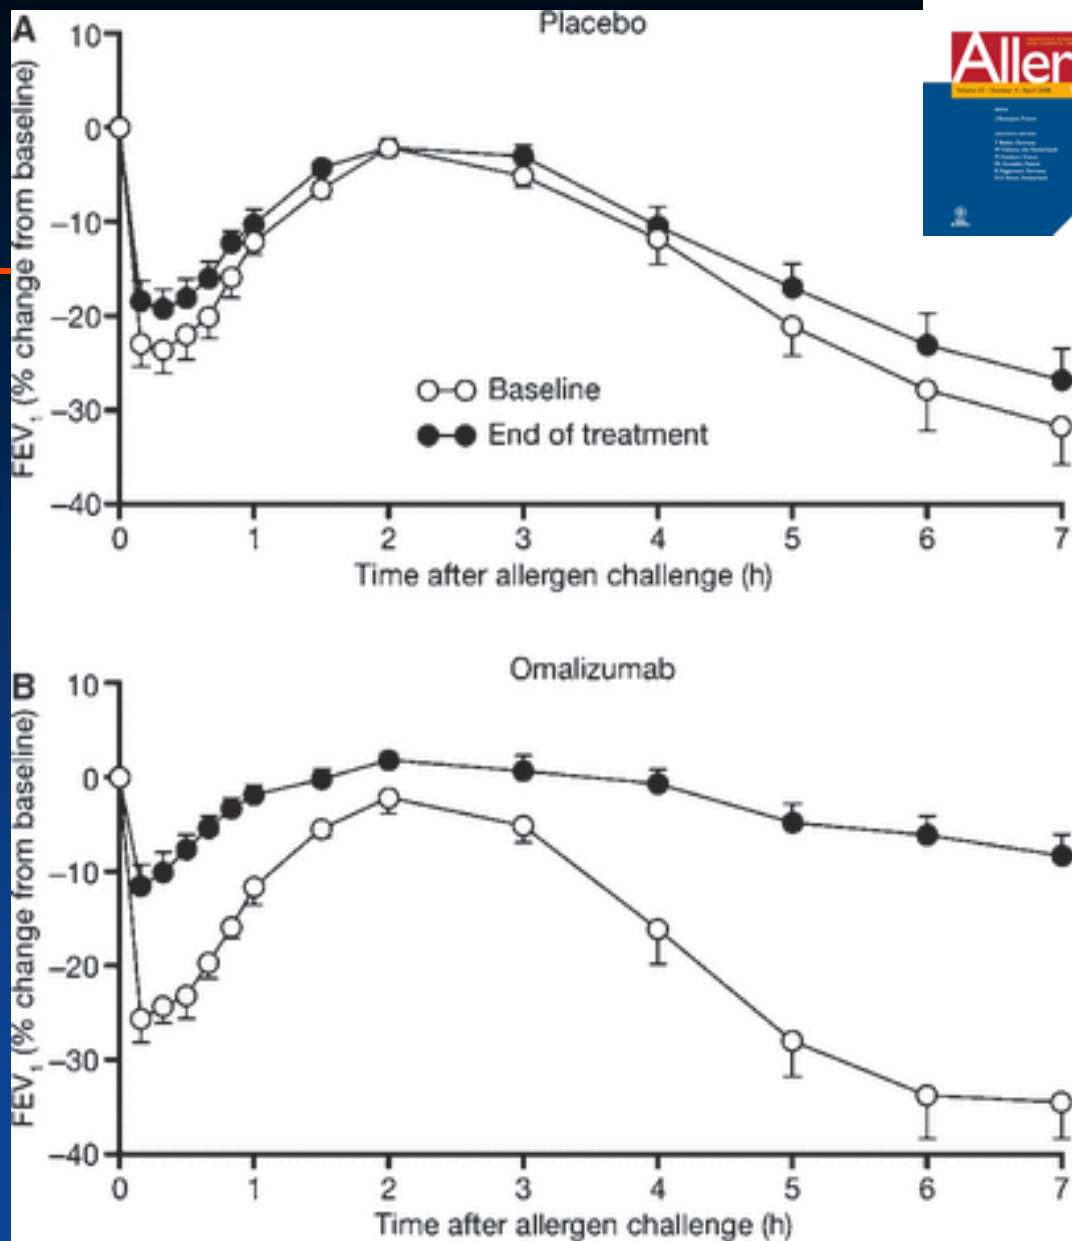 A
Placebo
10
0
–10
–20
–30
–40
FEV₁ (% change from baseline)
Baseline
End of treatment
0 1 2 3 4 5 6 7
Time after allergen challenge (h)
B
Omalizumab
10
0
–10
–20
–30
–40
FEV₁ (% change from baseline)
0 1 2 3 4 5 6 7
Time after allergen challenge (h)
Aller